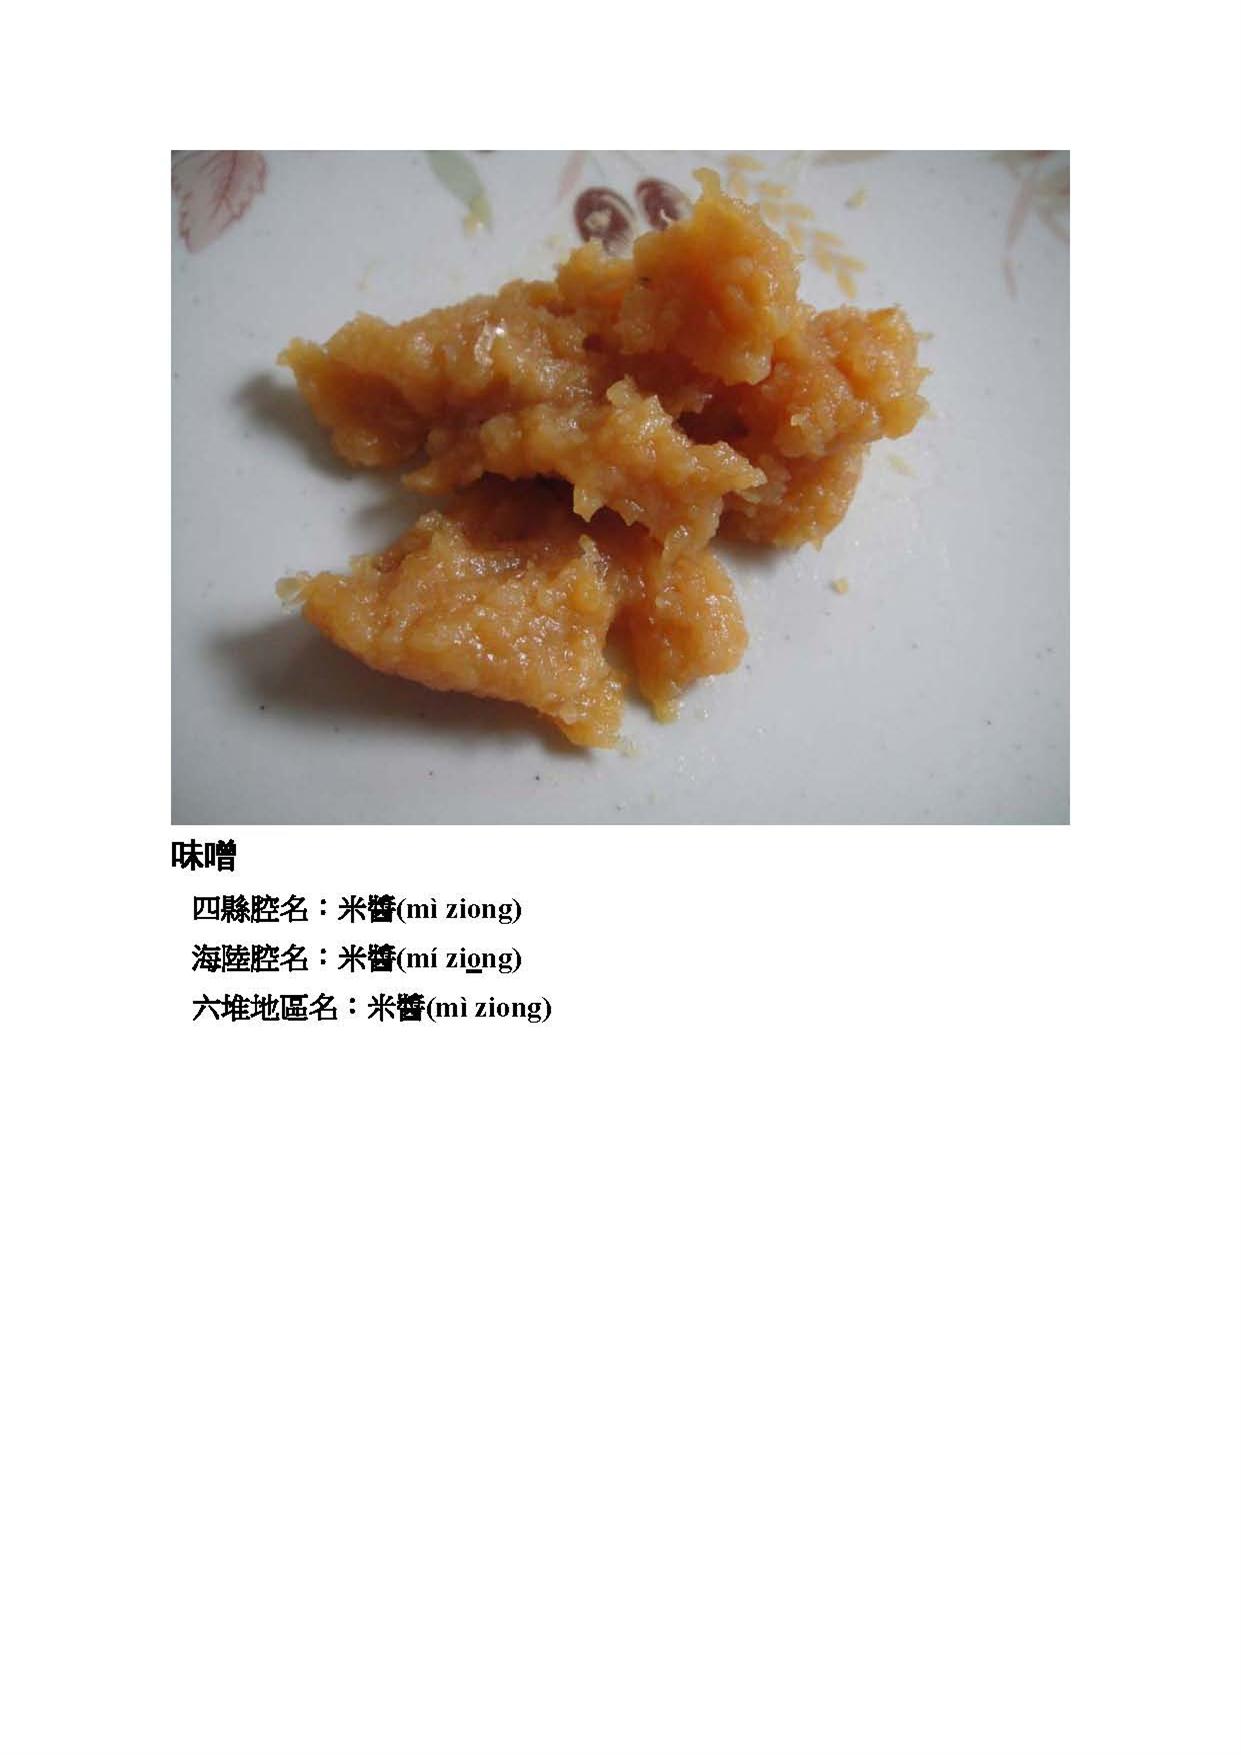 味噌
四縣腔名：米醬(mì ziong)
海陸腔名：米醬(mí zi<u>o</u>ng)
六堆地區名：米醬(mì ziong)